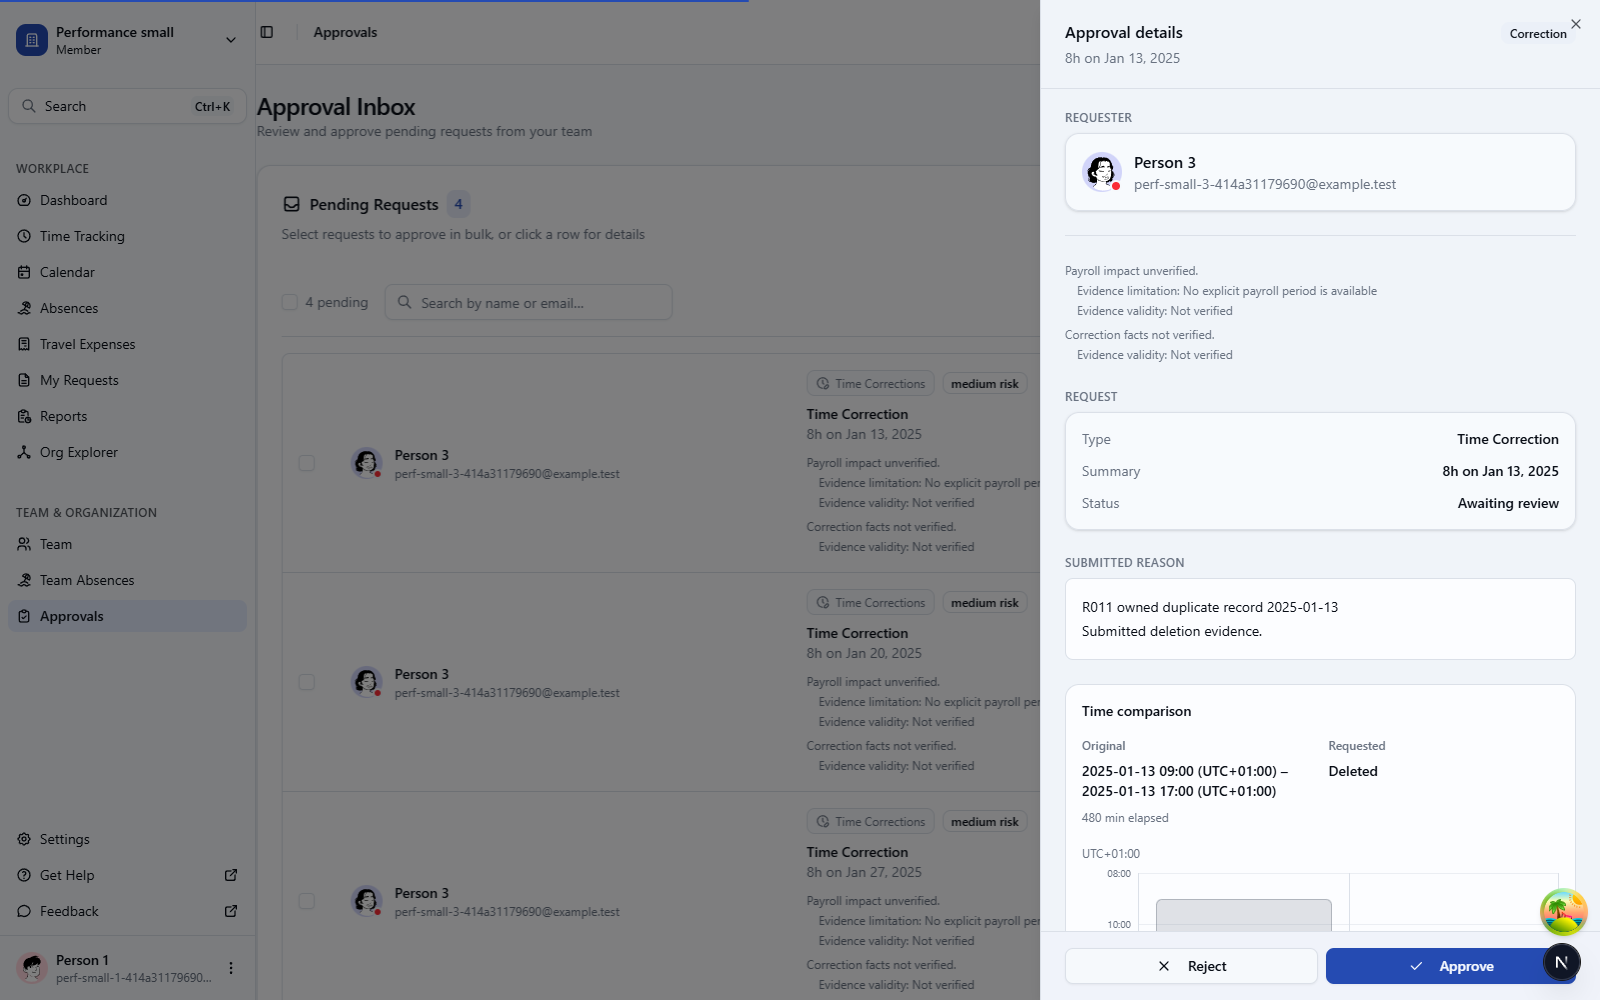 Performance small
Member
Search
Ctrl+K
WORKPLACE
Dashboard
Time Tracking
Calendar
Absences
Travel Expenses
My Requests
Reports
Org Explorer
TEAM & ORGANIZATION
Team
Team Absences
Approvals
Settings
Get Help
Feedback
Person 1
perf-small-1-414a31179690...
Approvals
Approval Inbox
Review and approve pending requests from your team
Pending Requests 4
Select requests to approve in bulk, or click a row for details
4 pending
Search by name or email...
Person 3
perf-small-3-414a31179690@example.test
Time Corrections medium risk
Time Correction
8h on Jan 13, 2025
Payroll impact unverified.
Evidence limitation: No explicit payroll per
Evidence validity: Not verified
Correction facts not verified.
Evidence validity: Not verified
Person 3
perf-small-3-414a31179690@example.test
Time Corrections medium risk
Time Correction
8h on Jan 20, 2025
Payroll impact unverified.
Evidence limitation: No explicit payroll per
Evidence validity: Not verified
Correction facts not verified.
Evidence validity: Not verified
Person 3
perf-small-3-414a31179690@example.test
Time Corrections medium risk
Time Correction
8h on Jan 27, 2025
Payroll impact unverified.
Evidence limitation: No explicit payroll per
Evidence validity: Not verified
Correction facts not verified.
Evidence validity: Not verified
Approval details
Correction
8h on Jan 13, 2025
REQUESTER
Person 3
perf-small-3-414a31179690@example.test
Payroll impact unverified.
Evidence limitation: No explicit payroll period is available
Evidence validity: Not verified
Correction facts not verified.
Evidence validity: Not verified
REQUEST
Type Time Correction
Summary 8h on Jan 13, 2025
Status Awaiting review
SUBMITTED REASON
R011 owned duplicate record 2025-01-13
Submitted deletion evidence.
Time comparison
Original Requested
2025-01-13 09:00 (UTC+01:00) – Deleted
2025-01-13 17:00 (UTC+01:00)
480 min elapsed
UTC+01:00
08:00
10:00
Reject
Approve
N